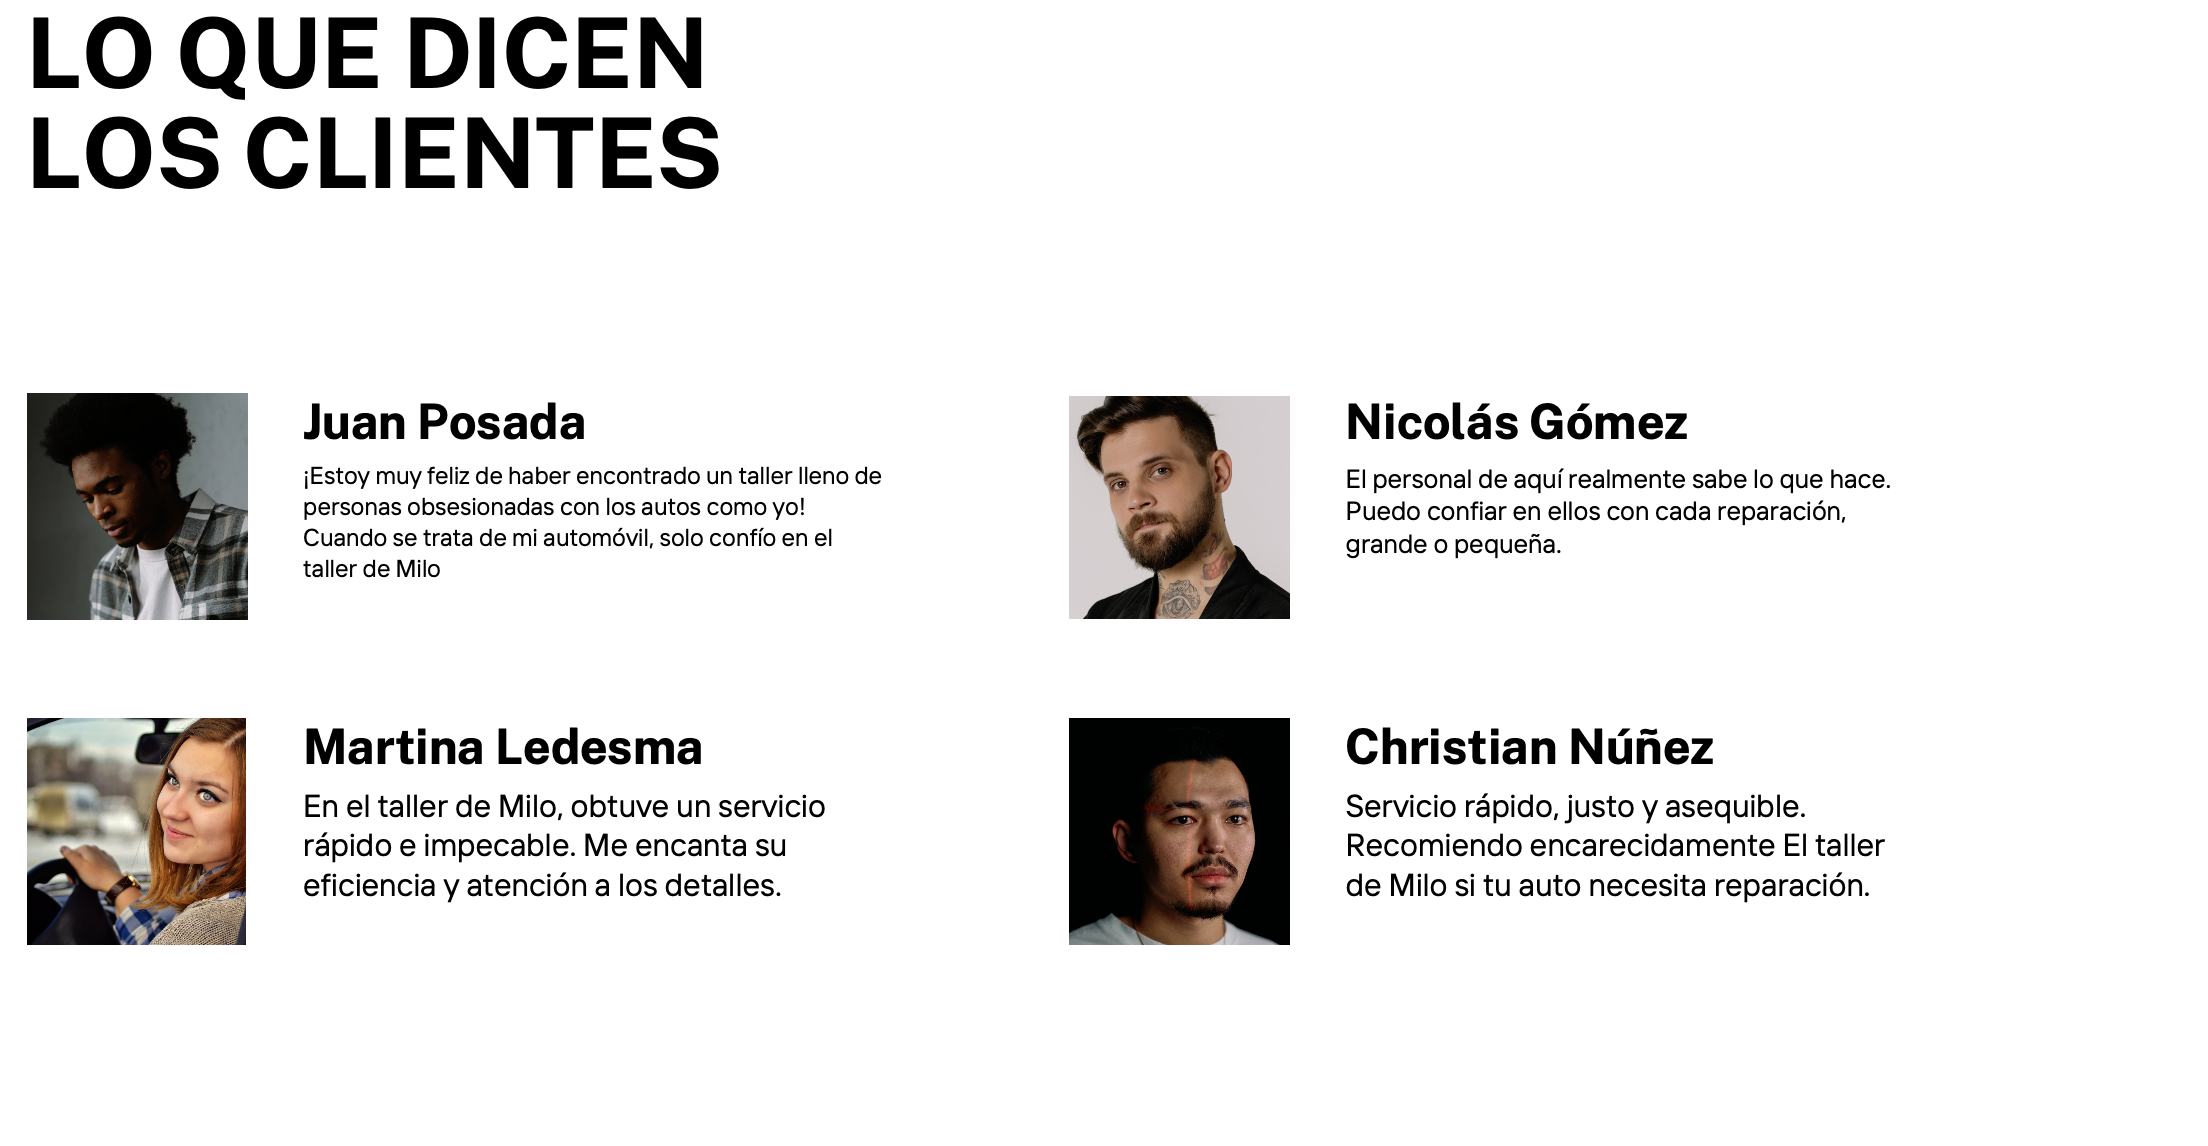 LO QUE DICEN
LOS CLIENTES
Juan Posada
¡Estoy muy feliz de haber encontrado un taller lleno de
personas obsesionadas con los autos como yo!
Cuando se trata de mi automóvil, solo confío en el
taller de Milo
Nicolás Gómez
El personal de aquí realmente sabe lo que hace.
Puedo confiar en ellos con cada reparación,
grande o pequeña.
Martina Ledesma
En el taller de Milo, obtuve un servicio
rápido e impecable. Me encanta su
eficiencia y atención a los detalles.
Christian Núñez
Servicio rápido, justo y asequible.
Recomiendo encarecidamente El taller
de Milo si tu auto necesita reparación.